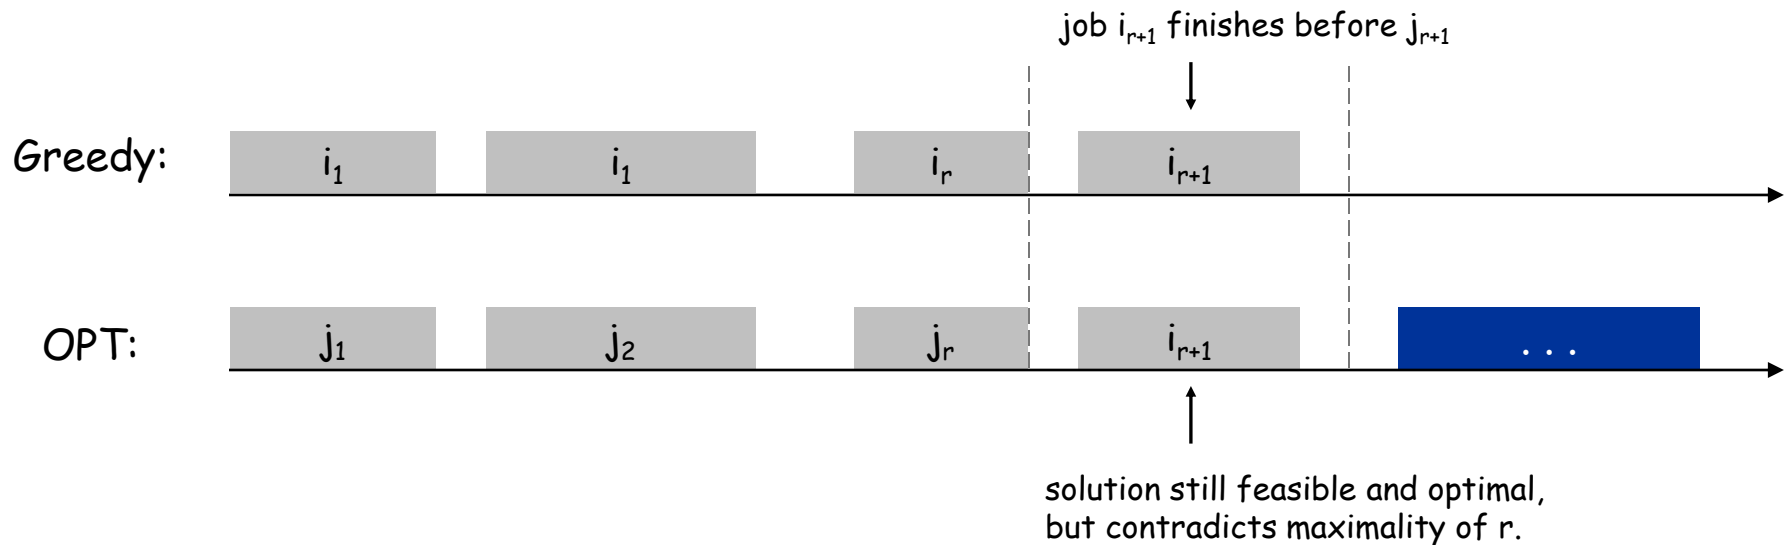 job i_{r+1} finishes before j_{r+1}
Greedy: i_1 i_1 i_r i_{r+1}
OPT: j_1 j_2 j_r i_{r+1} . . .
solution still feasible and optimal,
but contradicts maximality of r.